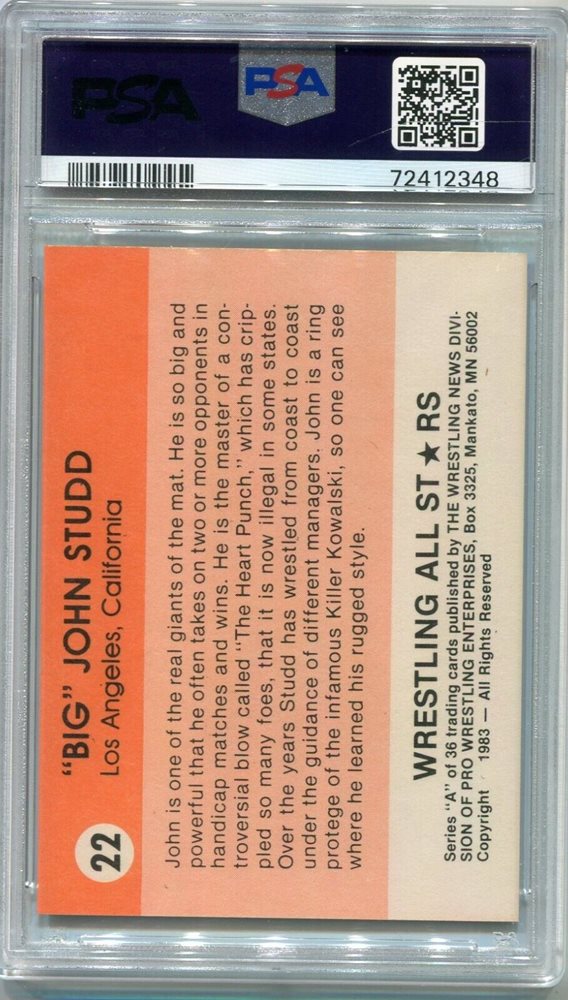 PSA
PSA
72412348
22
"BIG" JOHN STUDD
Los Angeles, California
John is one of the real giants of the mat. He is so big and
powerful that he often takes on two or more opponents in
handicap matches and wins. He is the master of a con-
troversial blow called "The Heart Punch," which has crip-
pled so many foes, that it is now illegal in some states.
Over the years Studd has wrestled from coast to coast
under the guidance of different managers. John is a ring
protege of the infamous Killer Kowalski, so one can see
where he learned his rugged style.
WRESTLING ALL ST★RS
Series "A" of 36 trading cards published by THE WRESTLING NEWS DIVI-
SION OF PRO WRESTLING ENTERPRISES, Box 3325, Mankato, MN 56002
Copyright 1983 — All Rights Reserved